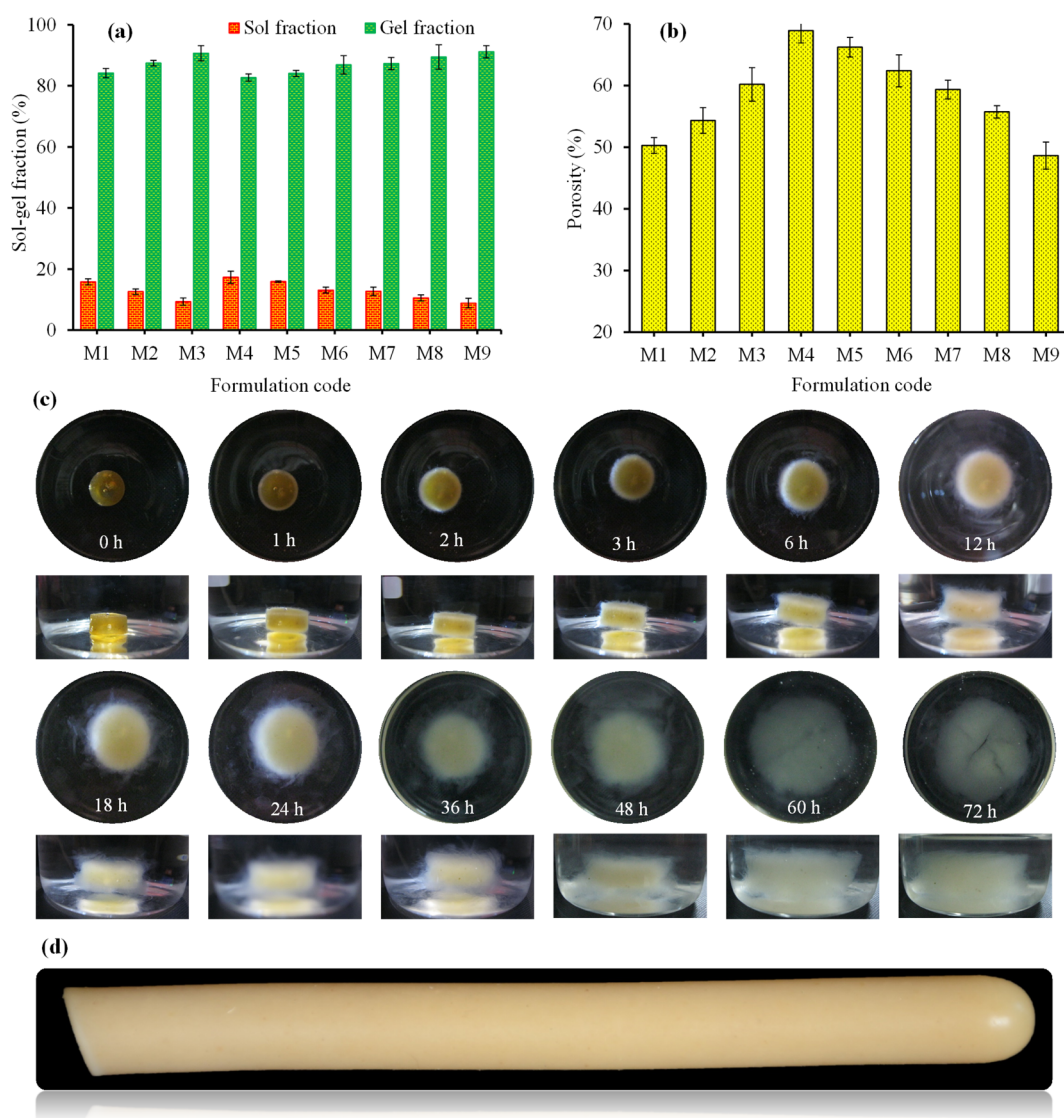 (a)
Sol fraction Gel fraction
100
80
60
40
20
0
Sol-gel fraction (%)
M1 M2 M3 M4 M5 M6 M7 M8 M9
Formulation code
(b)
70
60
50
40
30
20
Porosity (%)
M1 M2 M3 M4 M5 M6 M7 M8 M9
Formulation code
(c)
0 h 1 h 2 h 3 h 6 h 12 h
18 h 24 h 36 h 48 h 60 h 72 h
(d)